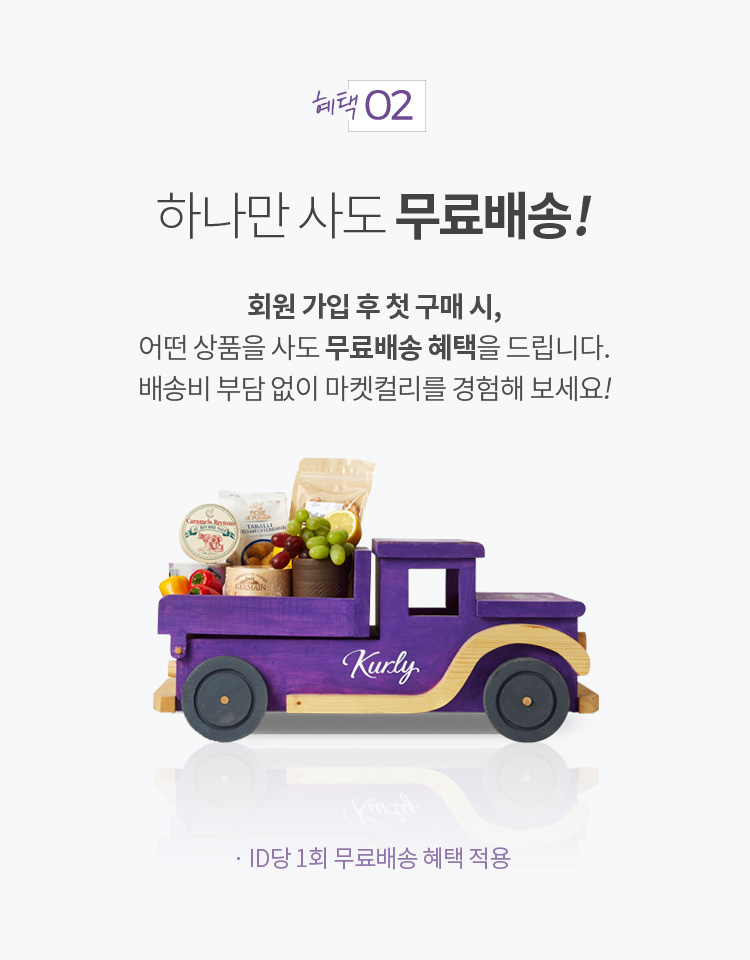 혜택 02
하나만 사도 무료배송!
회원 가입 후 첫 구매 시,
어떤 상품을 사도 무료배송 혜택을 드립니다.
배송비 부담 없이 마켓컬리를 경험해 보세요!
TARALLI
GERMAIN
Kurly
· ID당 1회 무료배송 혜택 적용